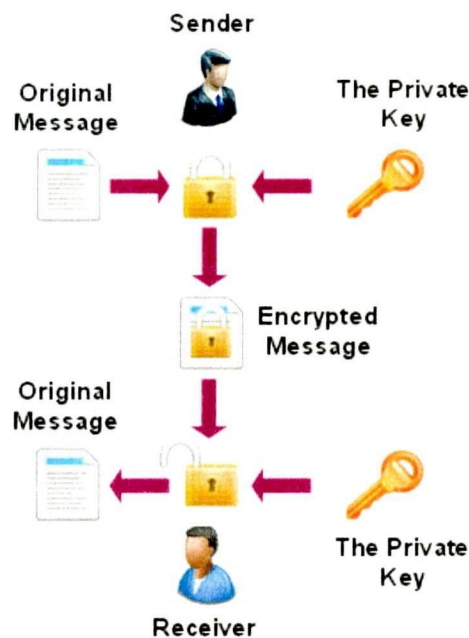 Sender
Original
Message
The Private
Key
Encrypted
Message
Original
Message
The Private
Key
Receiver